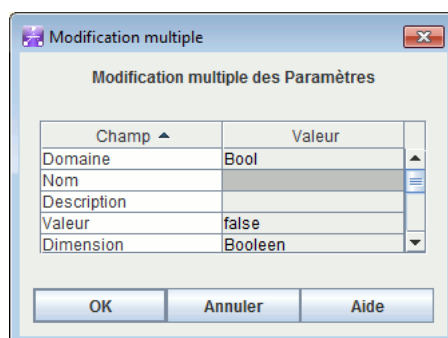 Modification multiple
Modification multiple des Paramètres
Champ Valeur
Domaine Bool
Nom
Description
Valeur false
Dimension Booleen
OK Annuler Aide